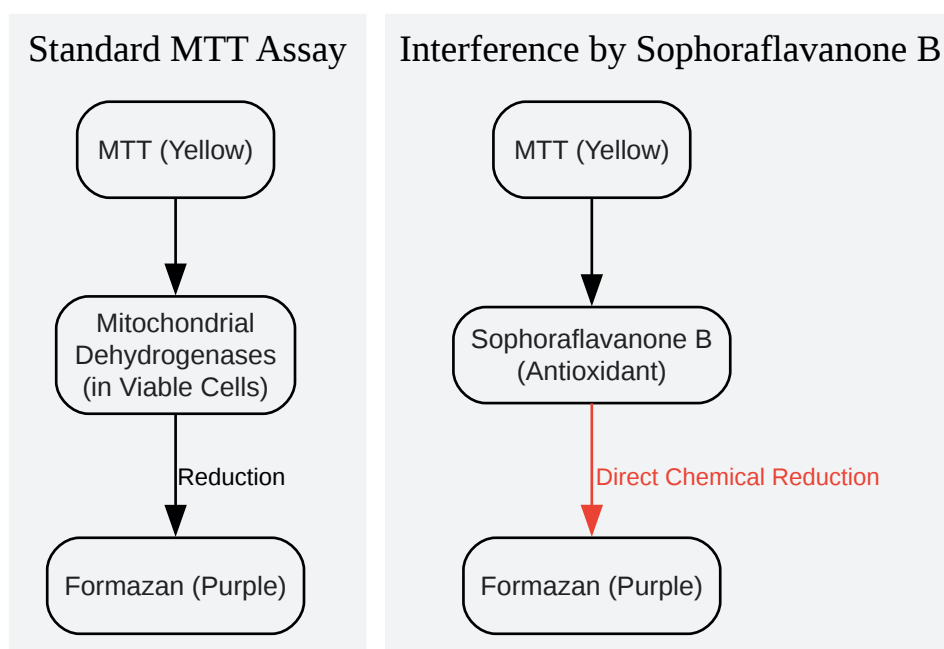 Standard MTT Assay
MTT (Yellow)
Mitochondrial
Dehydrogenases
(in Viable Cells)
Reduction
Formazan (Purple)
Interference by Sophoraflavanone B
MTT (Yellow)
Sophoraflavanone B
(Antioxidant)
Direct Chemical Reduction
Formazan (Purple)